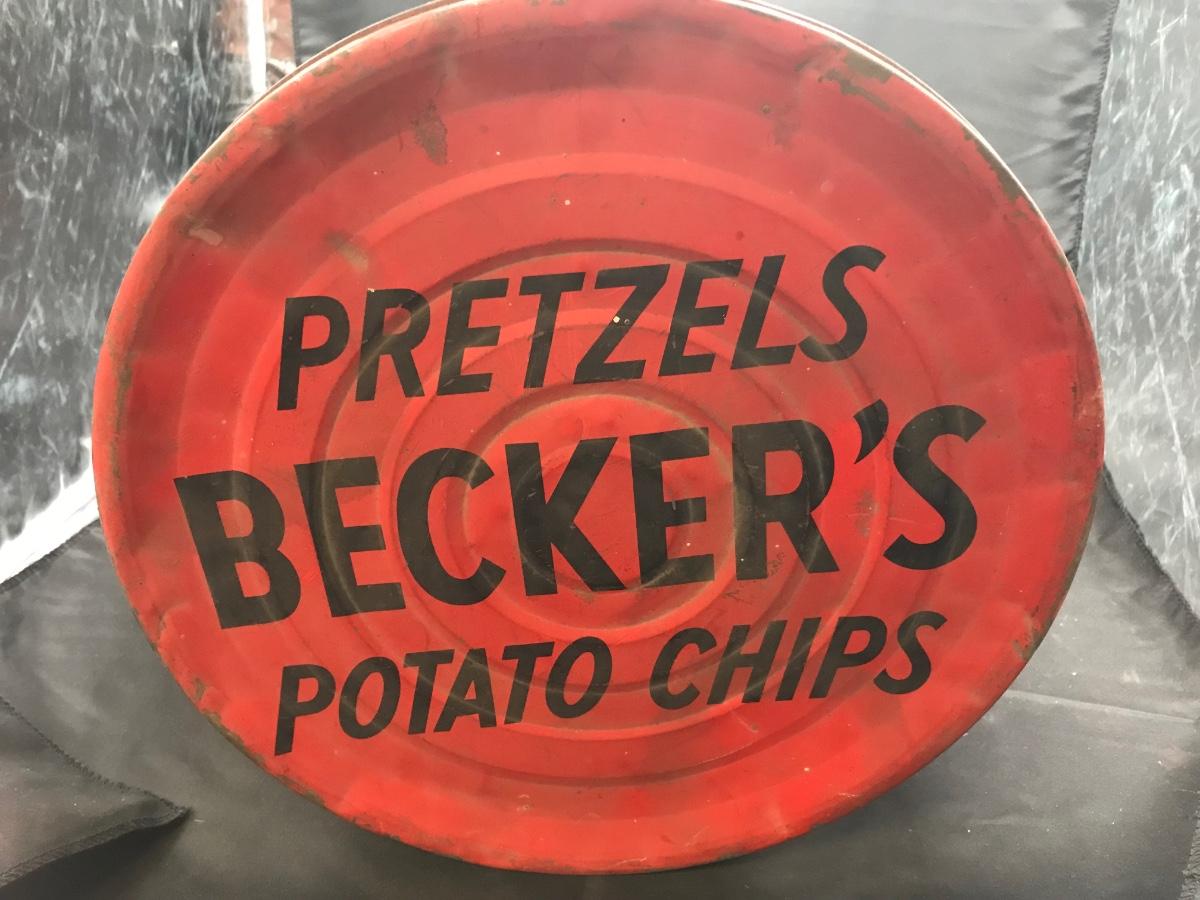 PRETZELS
BECKER'S
POTATO CHIPS